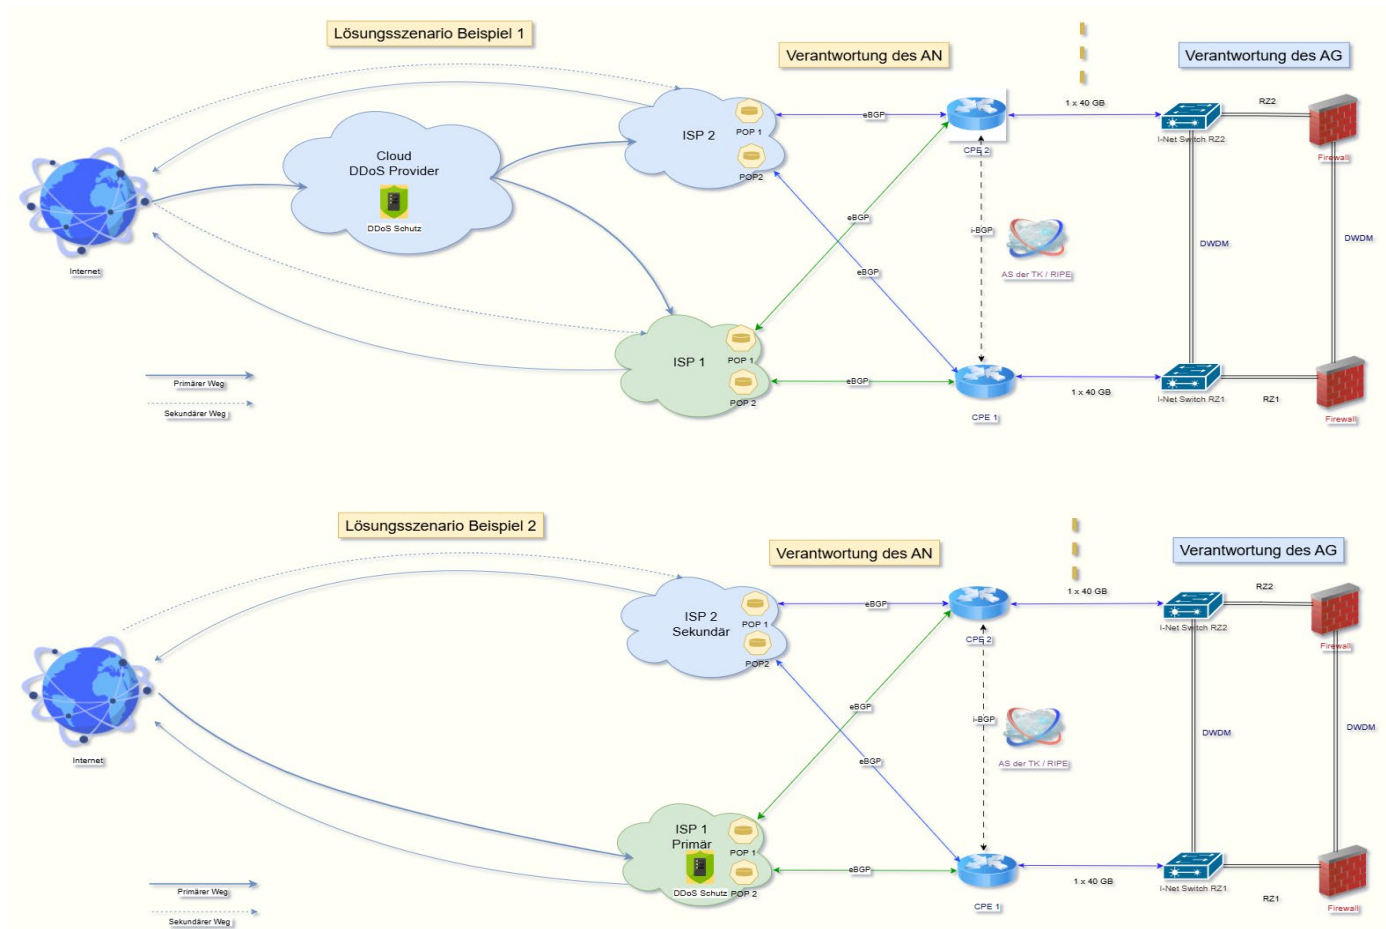 Lösungsszenario Beispiel 1
Verantwortung des AN
Verantwortung des AG
Cloud
DDoS Provider
DDoS Schutz
Internet
ISP 2
POP 1
POP2
eBGP
CPE 2
1 x 40 GB
I-Net Switch RZ2
RZ2
Firewall
eBGP
i-BGP
AS der TK / RIPE
DWDM
DWDM
eBGP
ISP 1
POP 1
POP 2
eBGP
CPE 1
1 x 40 GB
I-Net Switch RZ1
RZ1
Firewall
Primärer Weg
Sekundärer Weg
Lösungsszenario Beispiel 2
Verantwortung des AN
Verantwortung des AG
Internet
ISP 2
Sekundär
POP 1
POP2
eBGP
CPE 2
1 x 40 GB
I-Net Switch RZ2
RZ2
Firewall
eBGP
i-BGP
AS der TK / RIPE
DWDM
DWDM
eBGP
ISP 1
Primär
DDoS Schutz
POP 1
POP 2
eBGP
CPE 1
1 x 40 GB
I-Net Switch RZ1
RZ1
Firewall
Primärer Weg
Sekundärer Weg